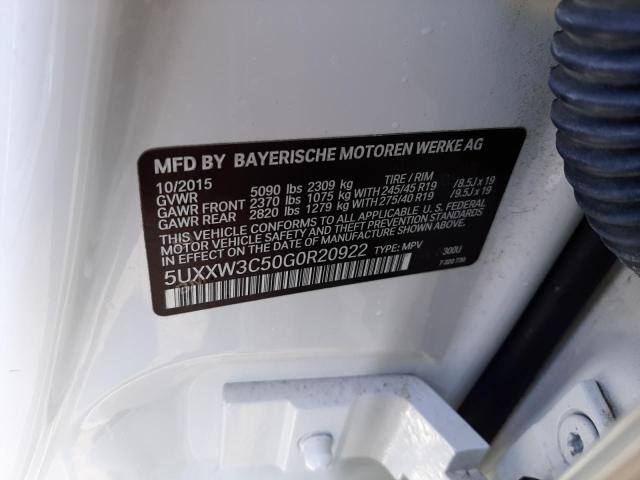 MFD BY BAYERISCHE MOTOREN WERKE AG
10/2015 TIRE / RIM
GVWR 5090 lbs 2309 kg
GAWR FRONT 2370 lbs 1075 kg WITH 245/45 R19 /8.5J x 19
GAWR REAR 2820 lbs 1279 kg WITH 275/40 R19 /9.5J x 19
THIS VEHICLE CONFORMS TO ALL APPLICABLE U.S. FEDERAL
MOTOR VEHICLE SAFETY, BUMPER, AND THEFT PREVENTION STANDARDS
IN EFFECT ON THE DATE OF MANUFACTURE SHOWN ABOVE.
5UXXW3C50G0R20922 TYPE: MPV 300U